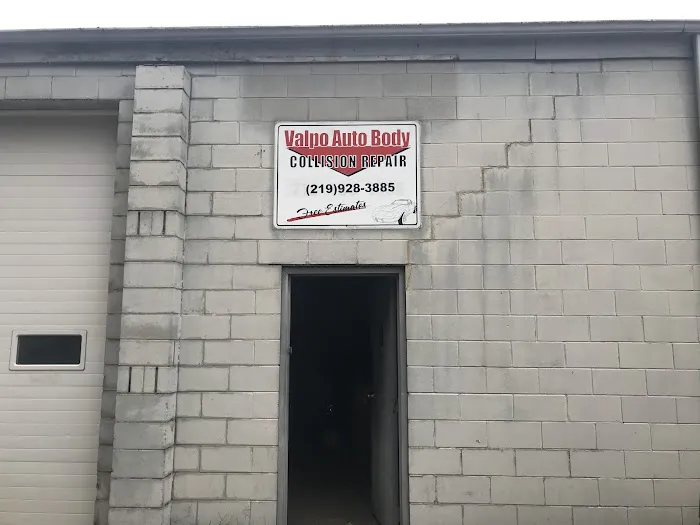 Valpo Auto Body
COLLISION REPAIR
(219)928-3885
Free Estimates